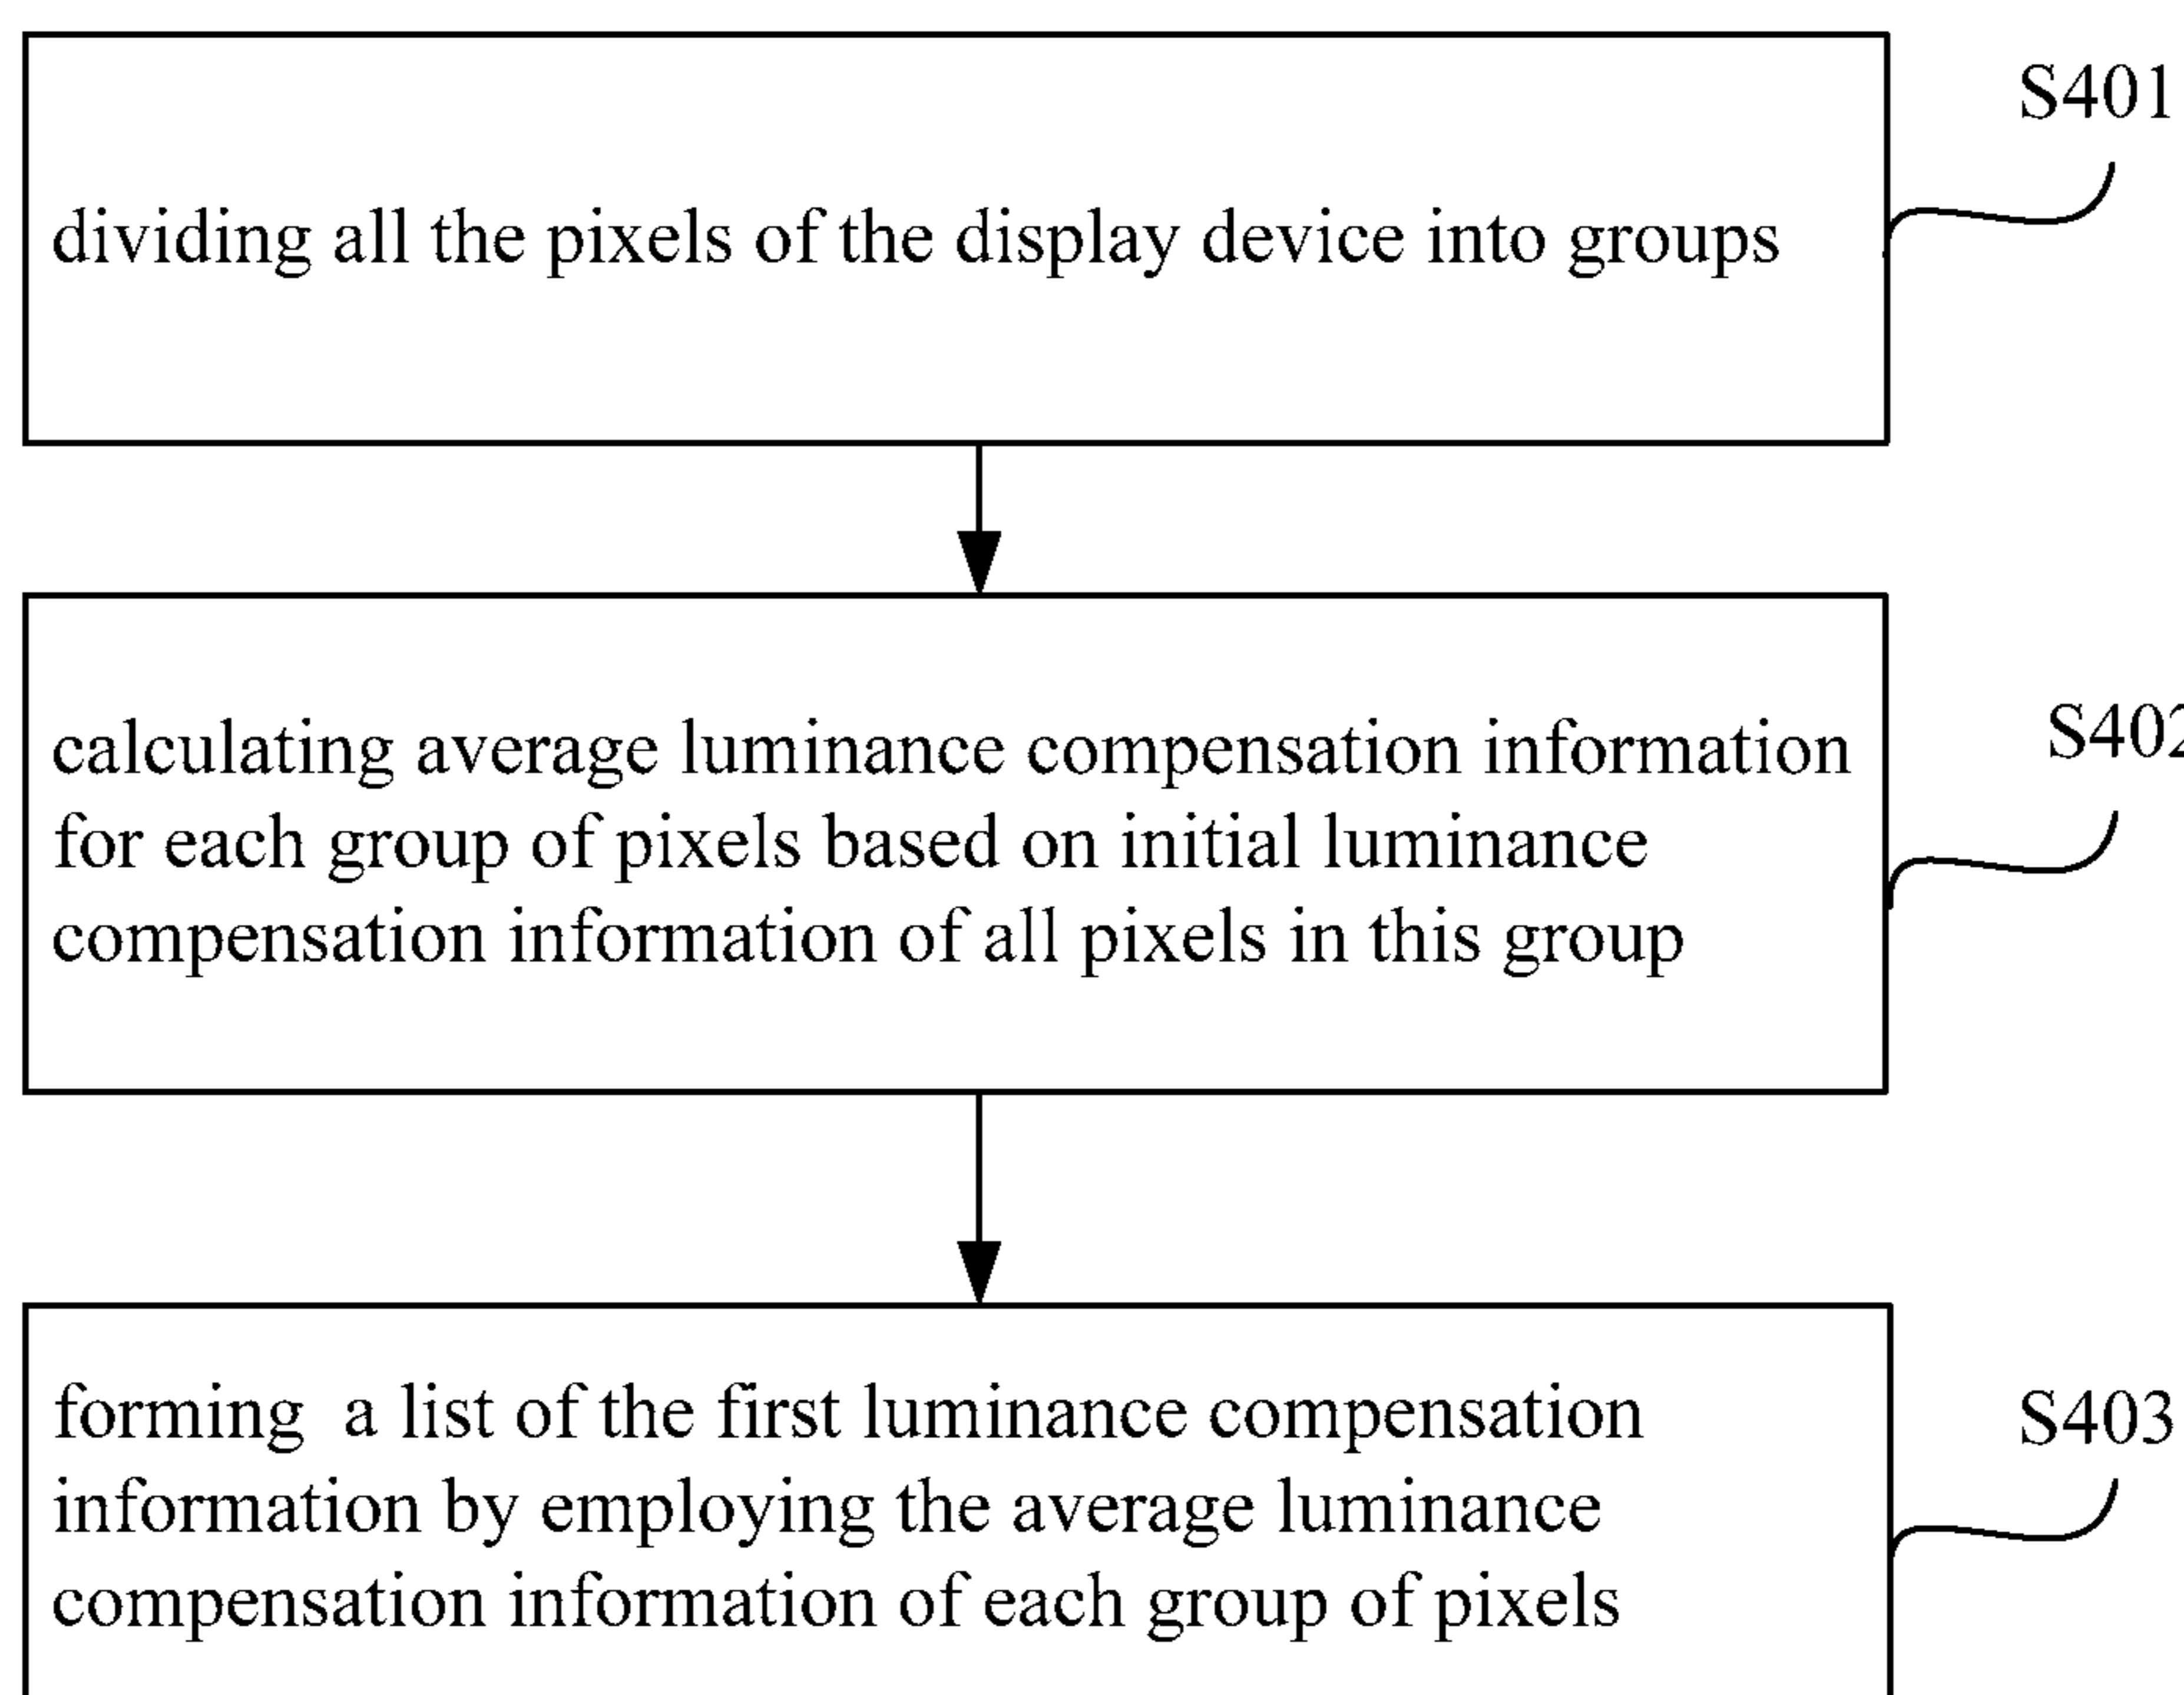 S401
dividing all the pixels of the display device into groups
S402
calculating average luminance compensation information
for each group of pixels based on initial luminance
compensation information of all pixels in this group
S403
forming a list of the first luminance compensation
information by employing the average luminance
compensation information of each group of pixels